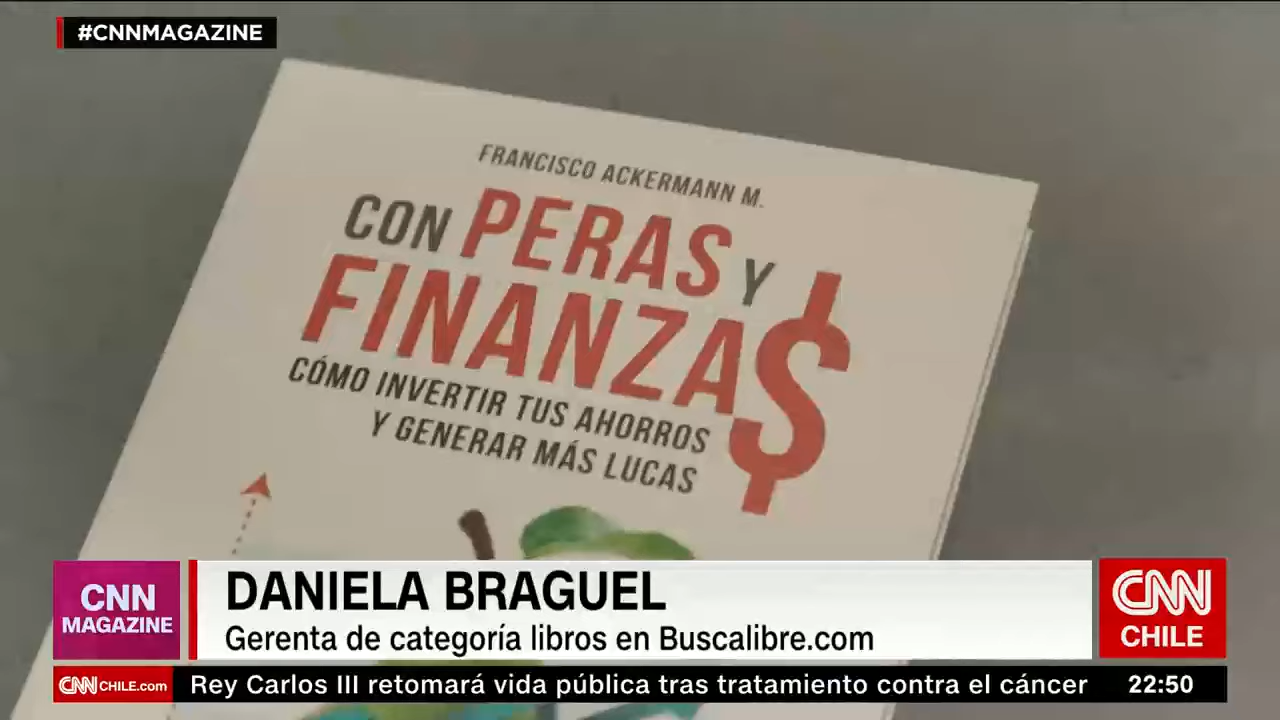 #CNNMAGAZINE
FRANCISCO ACKERMANN M.
CON PERAS Y
FINANZA$
CÓMO INVERTIR TUS AHORROS
Y GENERAR MÁS LUCAS
CNN
MAGAZINE
DANIELA BRAGUEL
Gerenta de categoría libros en Buscalibre.com
CNN
CHILE
CNNCHILE.com
Rey Carlos III retomará vida pública tras tratamiento contra el cáncer
22:50